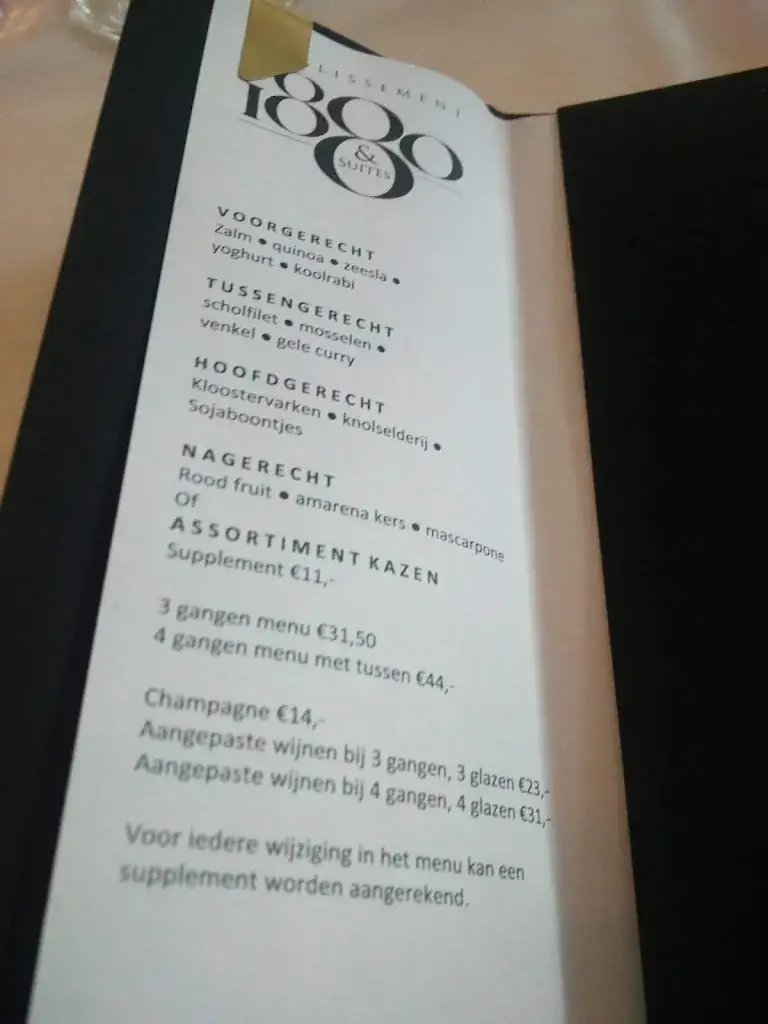 LISSEMENT
1880
&
SUITES
VOORGERECHT
Zalm • quinoa • zeesla •
yoghurt • koolrabi
TUSSENGERECHT
scholfilet • mosselen •
venkel • gele curry
HOOFDGERECHT
Kloostervarken • knolselderij •
Sojaboontjes
NAGERECHT
Rood fruit • amarena kers • mascarpone
Of
ASSORTIMENT KAZEN
Supplement €11,-
3 gangen menu €31,50
4 gangen menu met tussen €44,-
Champagne €14,-
Aangepaste wijnen bij 3 gangen, 3 glazen €23,-
Aangepaste wijnen bij 4 gangen, 4 glazen €31,-
Voor iedere wijziging in het menu kan een
supplement worden aangerekend.